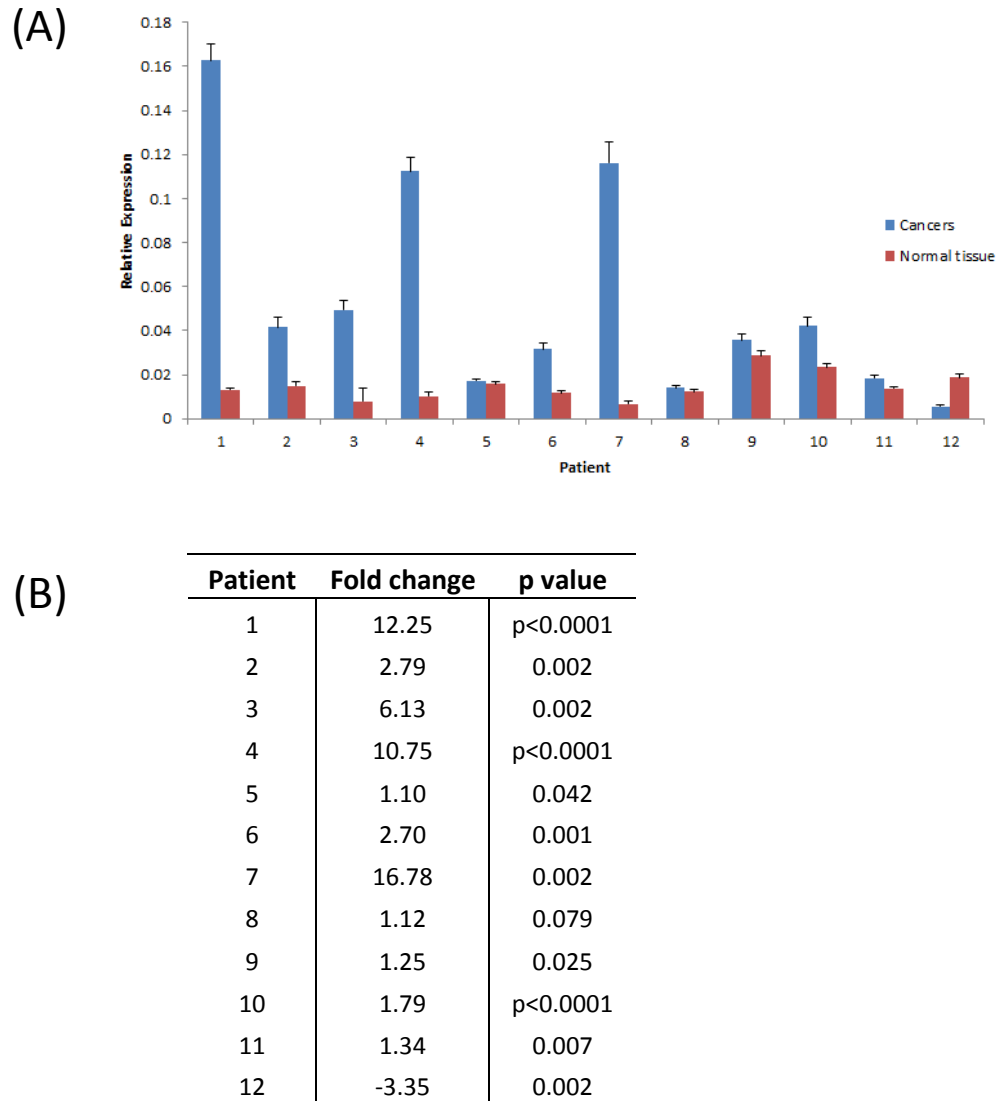 (A)
0.18
0.16
0.14
0.12
0.1
0.08
0.06
0.04
0.02
0
Relative Expression
Cancers
Normal tissue
1 2 3 4 5 6 7 8 9 10 11 12
Patient
(B)
Patient Fold change p value
1 12.25 p<0.0001
2 2.79 0.002
3 6.13 0.002
4 10.75 p<0.0001
5 1.10 0.042
6 2.70 0.001
7 16.78 0.002
8 1.12 0.079
9 1.25 0.025
10 1.79 p<0.0001
11 1.34 0.007
12 -3.35 0.002